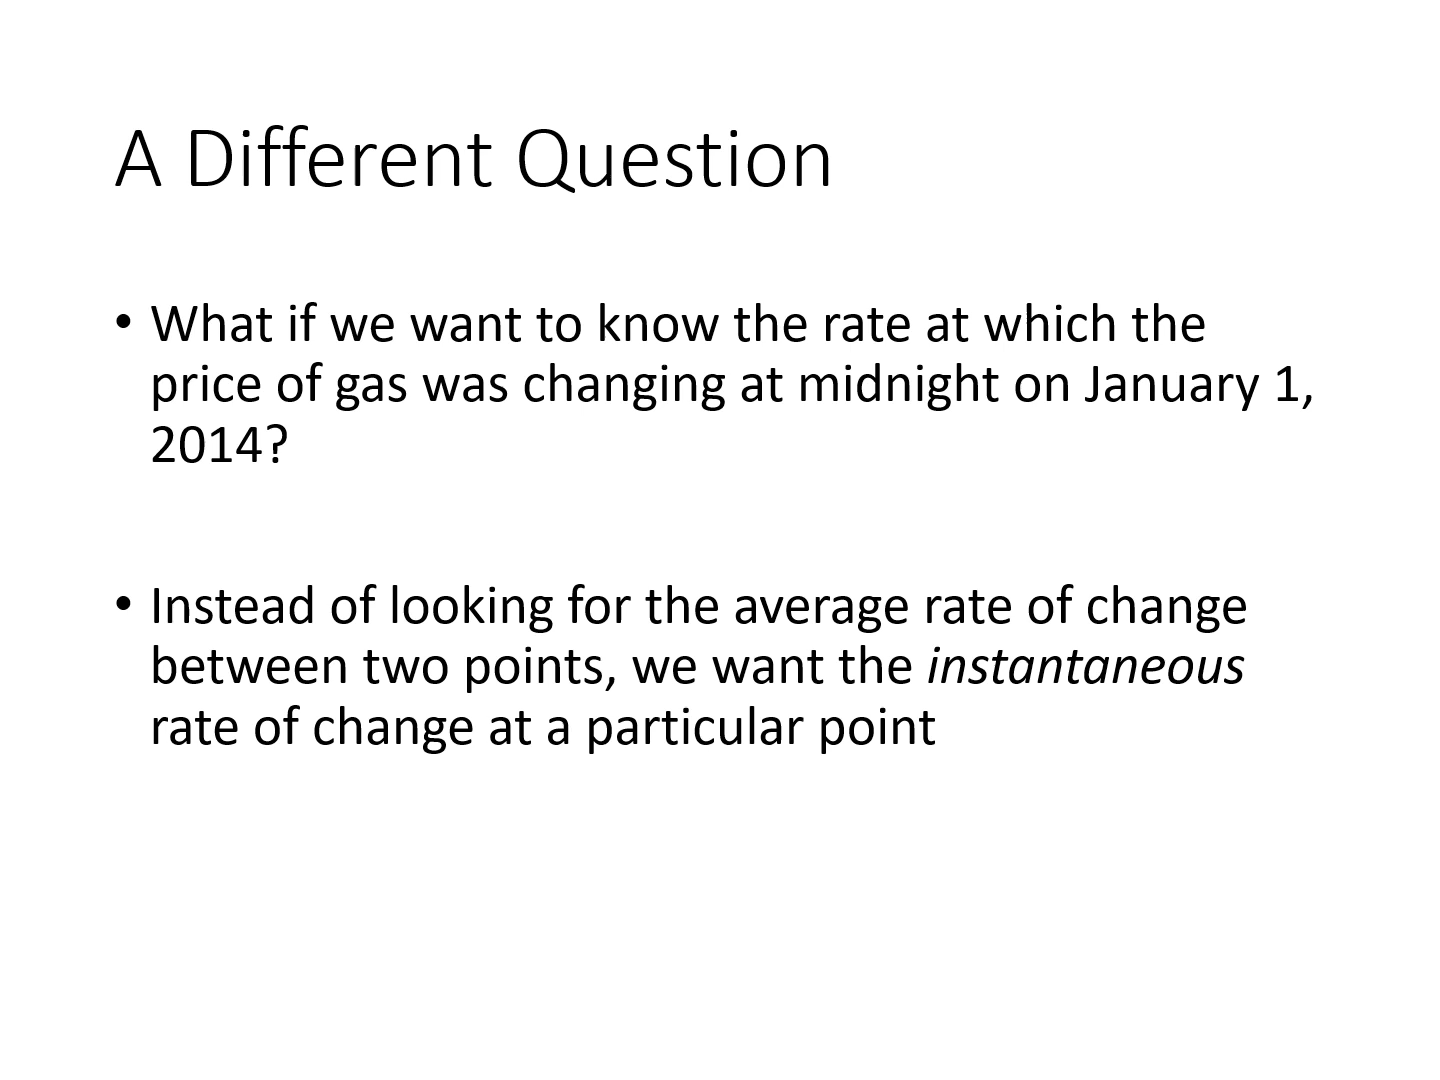 A Different Question
• What if we want to know the rate at which the
price of gas was changing at midnight on January 1,
2014?
• Instead of looking for the average rate of change
between two points, we want the instantaneous
rate of change at a particular point